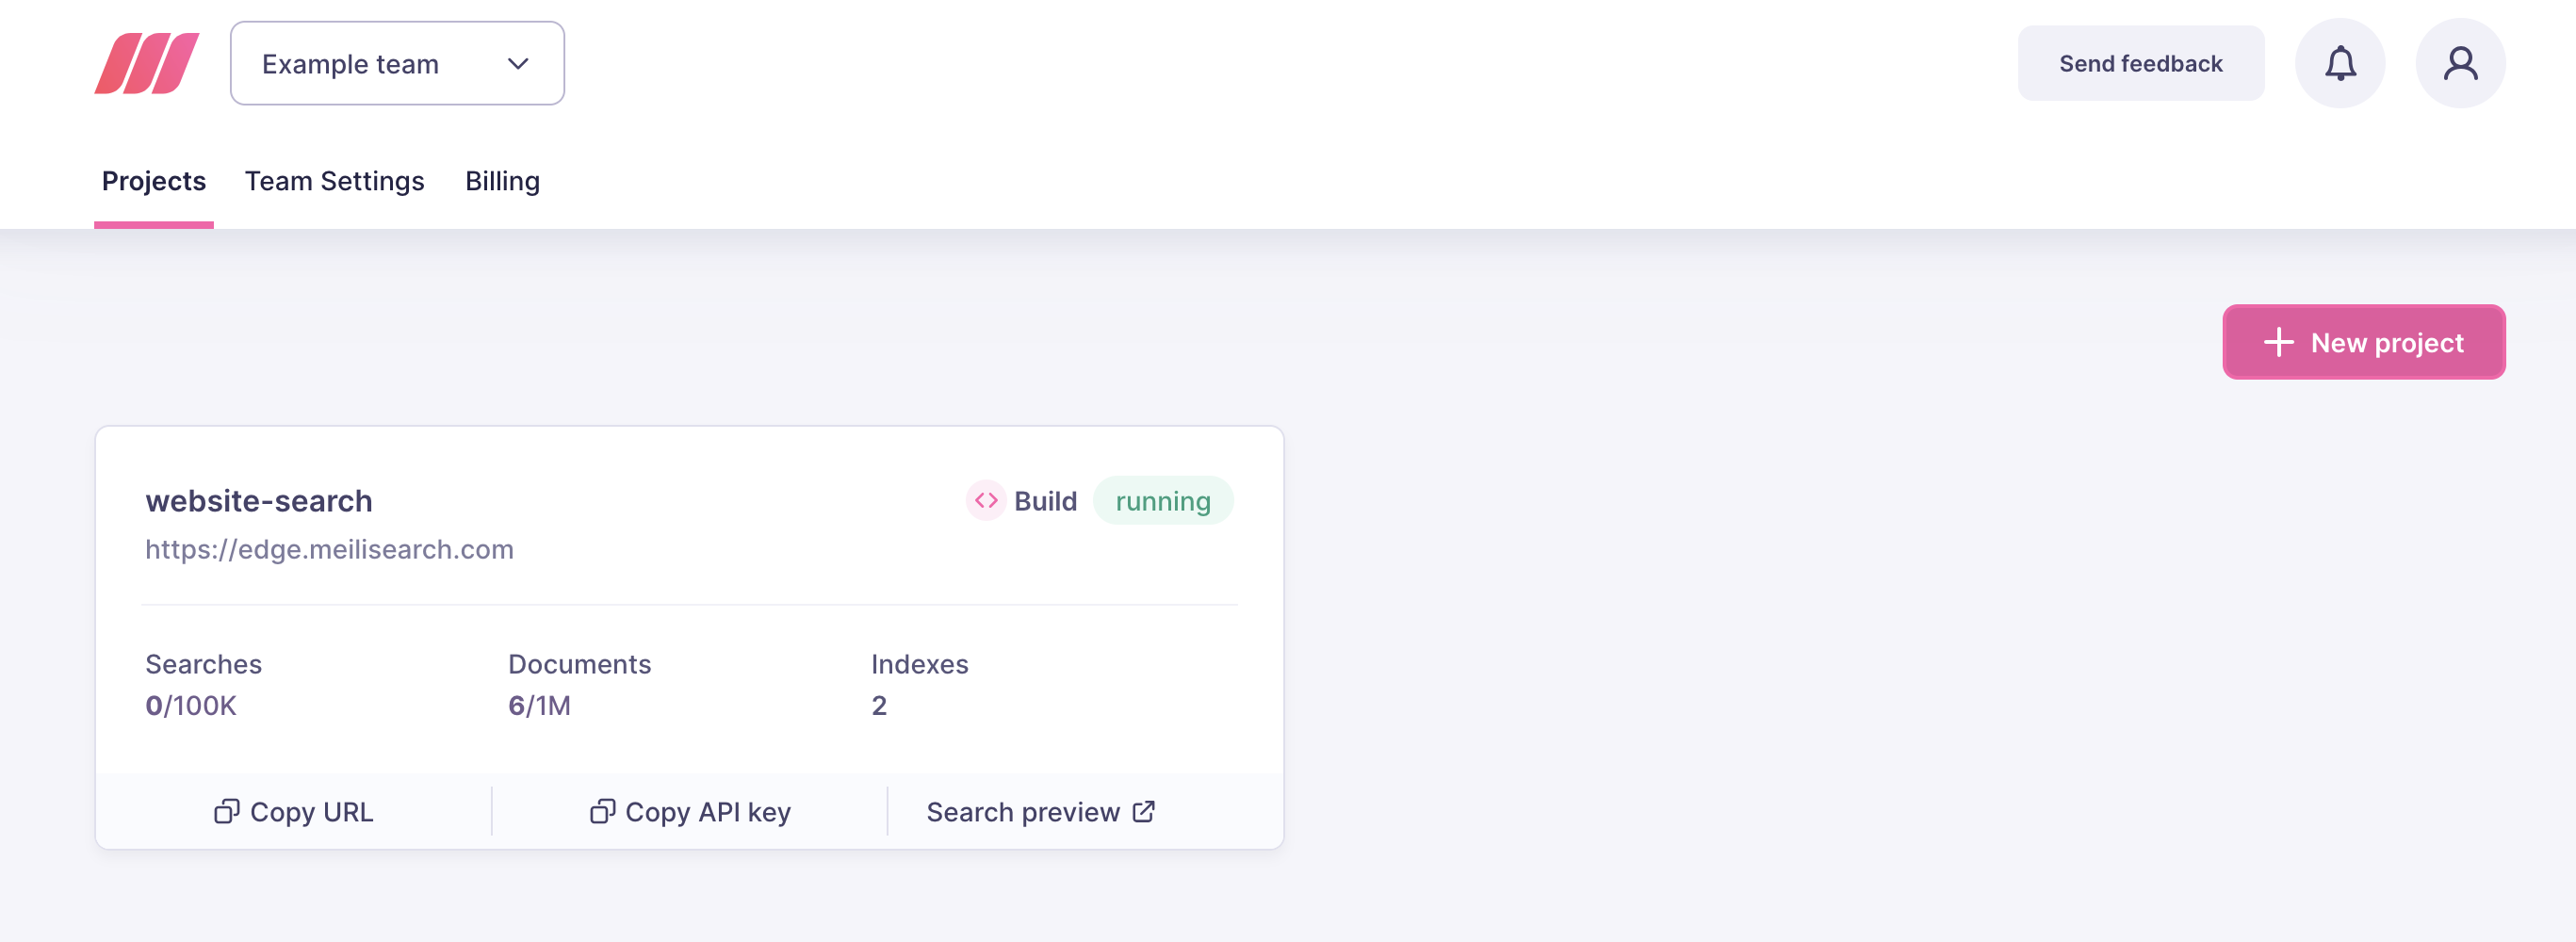 Example team
Send feedback
Projects Team Settings Billing
New project
website-search
Build running
https://edge.meilisearch.com
Searches Documents Indexes
0/100K 6/1M 2
Copy URL Copy API key Search preview